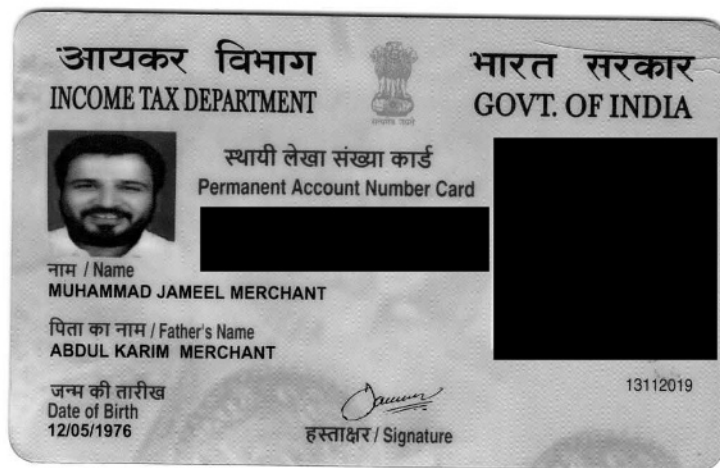 आयकर विभाग
INCOME TAX DEPARTMENT
भारत सरकार
GOVT. OF INDIA
स्थायी लेखा संख्या कार्ड
Permanent Account Number Card
नाम / Name
MUHAMMAD JAMEEL MERCHANT
पिता का नाम / Father's Name
ABDUL KARIM MERCHANT
जन्म की तारीख
Date of Birth
12/05/1976
हस्ताक्षर / Signature
13112019